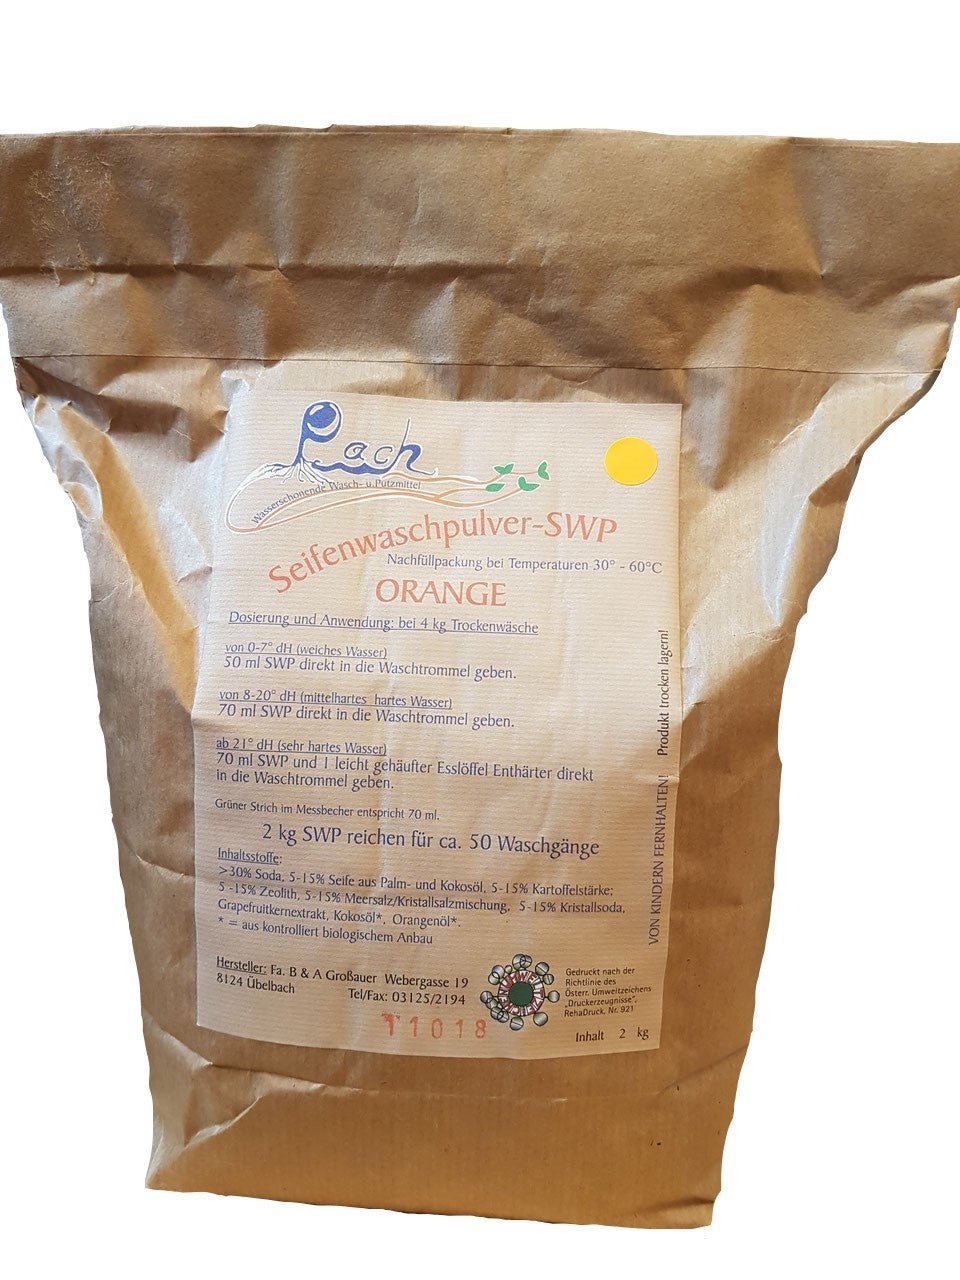 Pach
Wasserschonende Wasch- u.Putzmittel
Seifenwaschpulver-SWP
Nachfüllpackung bei Temperaturen 30° - 60°C
ORANGE
Dosierung und Anwendung: bei 4 kg Trockenwäsche
von 0-7° dH (weiches Wasser)
50 ml SWP direkt in die Waschtrommel geben.
von 8-20° dH (mittelhartes hartes Wasser)
70 ml SWP direkt in die Waschtrommel geben.
ab 21° dH (sehr hartes Wasser)
70 ml SWP und 1 leicht gehäufter Esslöffel Enthärter direkt
in die Waschtrommel geben.
Grüner Strich im Messbecher entspricht 70 ml.
2 kg SWP reichen für ca. 50 Waschgänge
Inhaltsstoffe:
>30% Soda, 5-15% Seife aus Palm- und Kokosöl, 5-15% Kartoffelstärke;
5 -15% Zeolith, 5-15% Meersalz/Kristallsalzmischung, 5-15% Kristallsoda,
Grapefruitkernextrakt, Kokosöl*, Orangenöl*.
* = aus kontrolliert biologischem Anbau
VON KINDERN FERNHALTEN! Produkt trocken lagern!
Hersteller: Fa. B & A Großauer Webergasse 19
8124 Übelbach Tel/Fax: 03125/2194
11018
Gedruckt nach der
Richtlinie des
Österr. Umweltzeichens
„Druckerzeugnisse",
RehaDruck, Nr. 921
Inhalt 2 kg